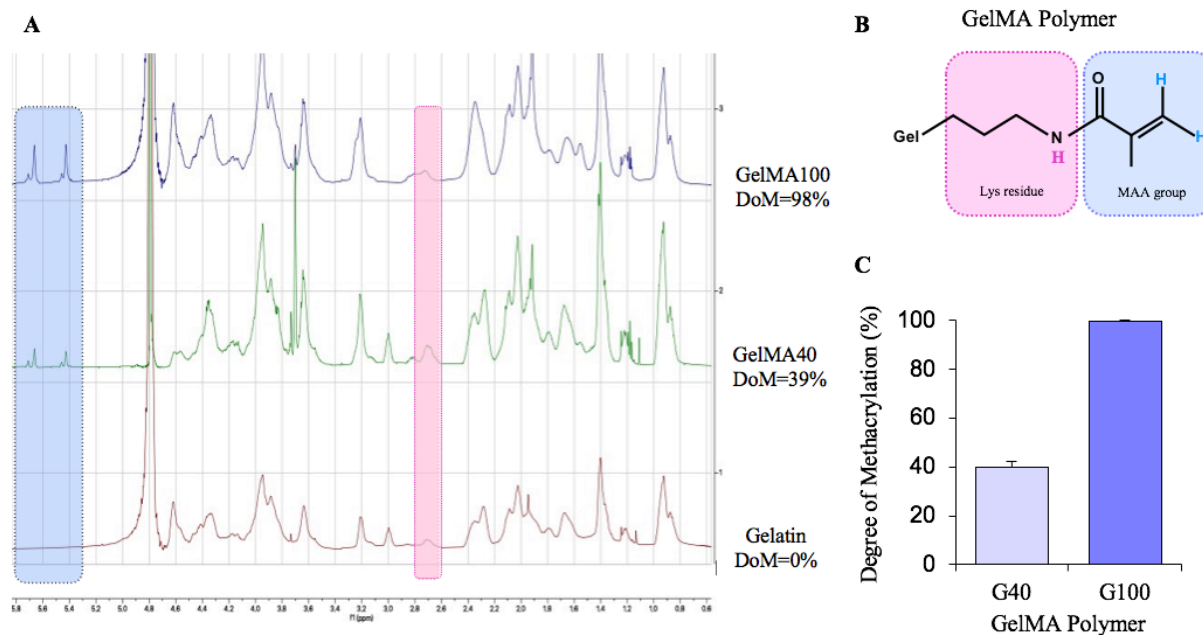 A
3
GelMA100
DoM=98%
2
GelMA40
DoM=39%
1
Gelatin
DoM=0%
5,8 5,6 5,4 5,2 5,0 4,8 4,6 4,4 4,2 4,0 3,8 3,6 3,4 3,2 3,0 2,8 2,6 2,4 2,2 2,0 1,8 1,6 1,4 1,2 1,0 0,8 0,6
f1 (ppm)
B
GelMA Polymer
O
H
Gel
N
H
H
Lys residue
MAA group
C
Degree of Methacrylation (%)
100
80
60
40
20
0
G40 G100
GelMA Polymer